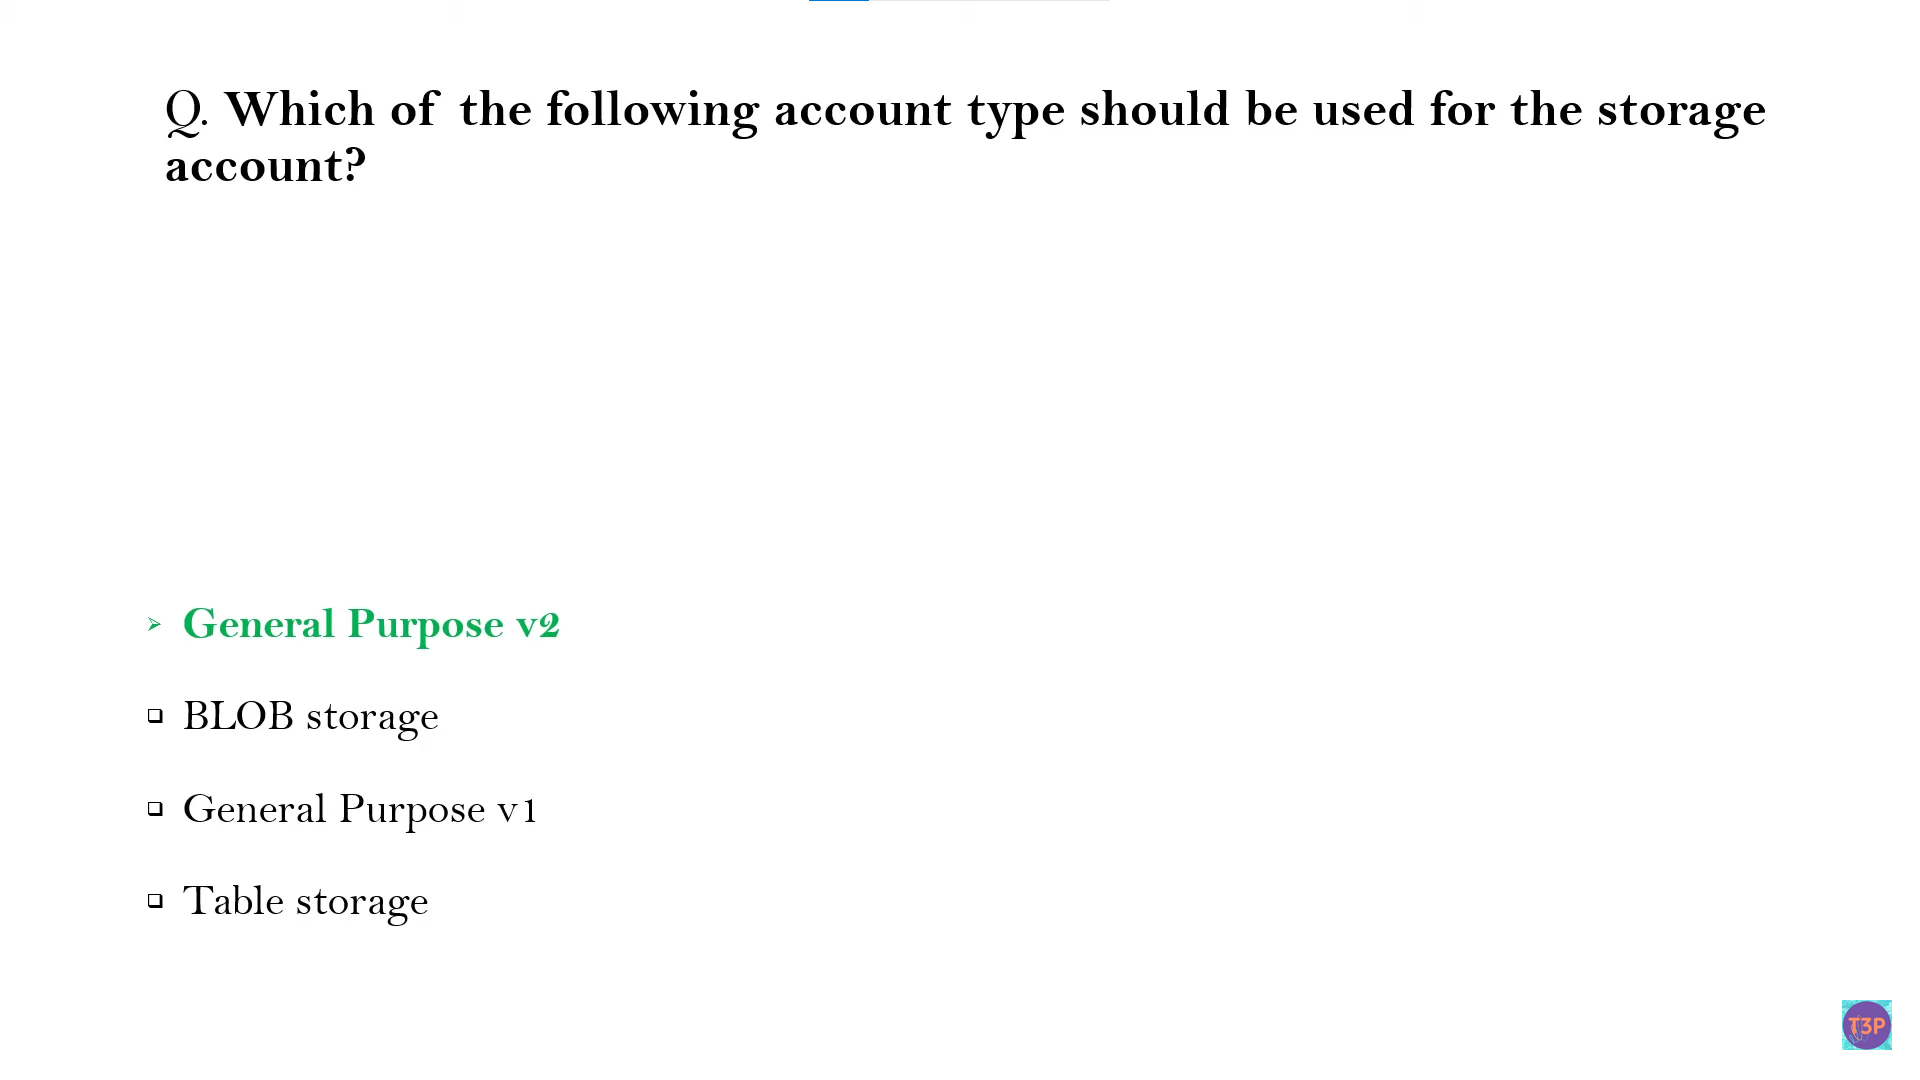 Q. Which of the following account type should be used for the storage
account?
General Purpose v2
BLOB storage
General Purpose v1
Table storage
T3P